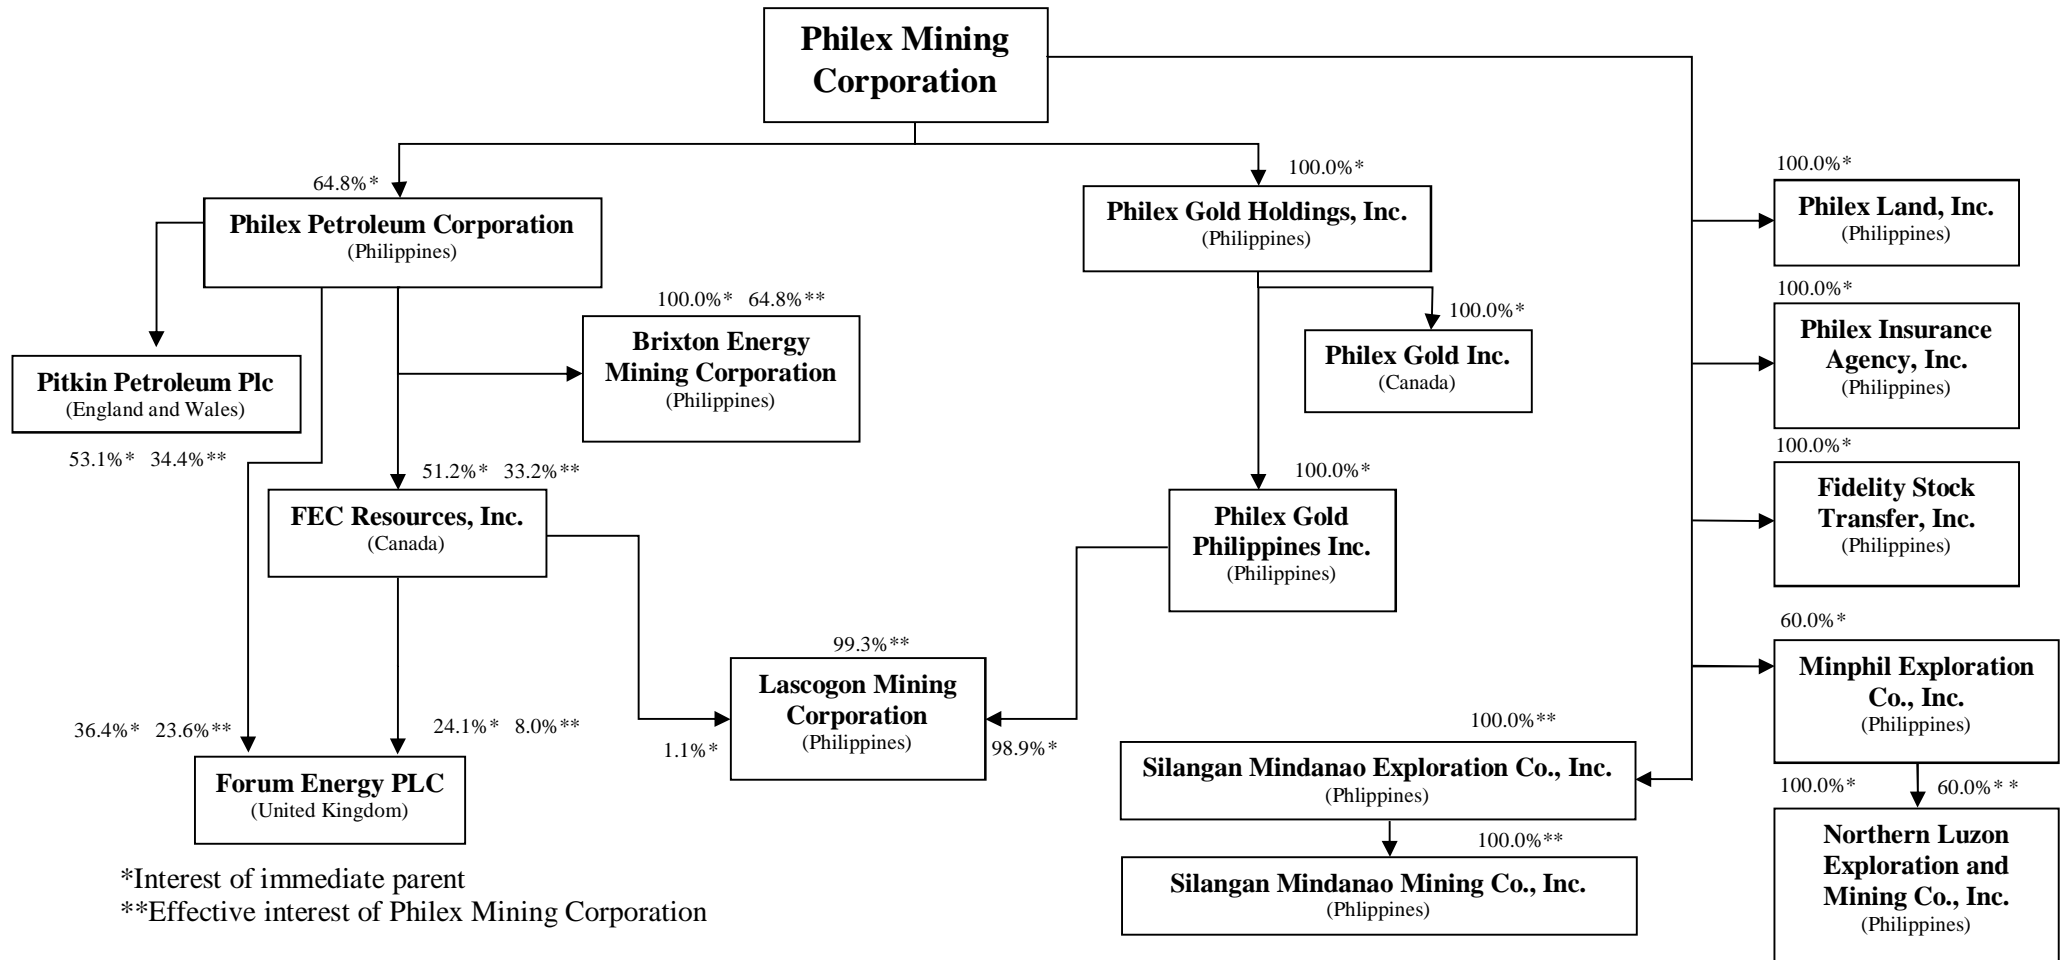 Philex Mining
Corporation
64.8%*
100.0%*
100.0%*
Philex Petroleum Corporation
(Philippines)
Philex Gold Holdings, Inc.
(Philippines)
Philex Land, Inc.
(Philippines)
100.0%* 64.8%**
Brixton Energy
Mining Corporation
(Philippines)
100.0%*
Philex Gold Inc.
(Canada)
100.0%*
Philex Insurance
Agency, Inc.
(Philippines)
Pitkin Petroleum Plc
(England and Wales)
53.1%* 34.4%**
51.2%* 33.2%**
FEC Resources, Inc.
(Canada)
100.0%*
Philex Gold
Philippines Inc.
(Philippines)
100.0%*
Fidelity Stock
Transfer, Inc.
(Philippines)
99.3%**
Lascogon Mining
Corporation
(Philippines)
1.1%*
98.9%*
60.0%*
Minphil Exploration
Co., Inc.
(Philippines)
36.4%* 23.6%**
24.1%* 8.0%**
Forum Energy PLC
(United Kingdom)
100.0%**
Silangan Mindanao Exploration Co., Inc.
(Phlippines)
100.0%**
Silangan Mindanao Mining Co., Inc.
(Phlippines)
100.0%* 60.0%* *
Northern Luzon
Exploration and
Mining Co., Inc.
(Philippines)
*Interest of immediate parent
**Effective interest of Philex Mining Corporation